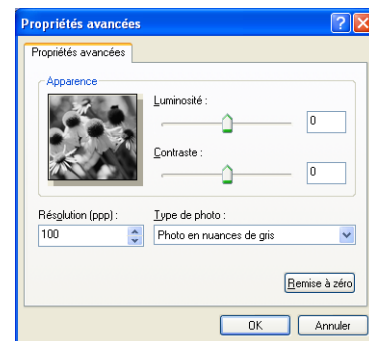 Propriétés avancées
Propriétés avancées
Apparence
Luminosité :
0
Contraste :
0
Résolution (ppp) :
Type de photo :
100
Photo en nuances de gris
Remise à zéro
OK
Annuler